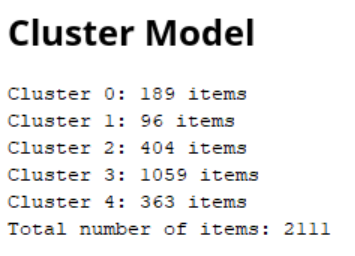 Cluster Model
Cluster 0: 189 items
Cluster 1: 96 items
Cluster 2: 404 items
Cluster 3: 1059 items
Cluster 4: 363 items
Total number of items: 2111